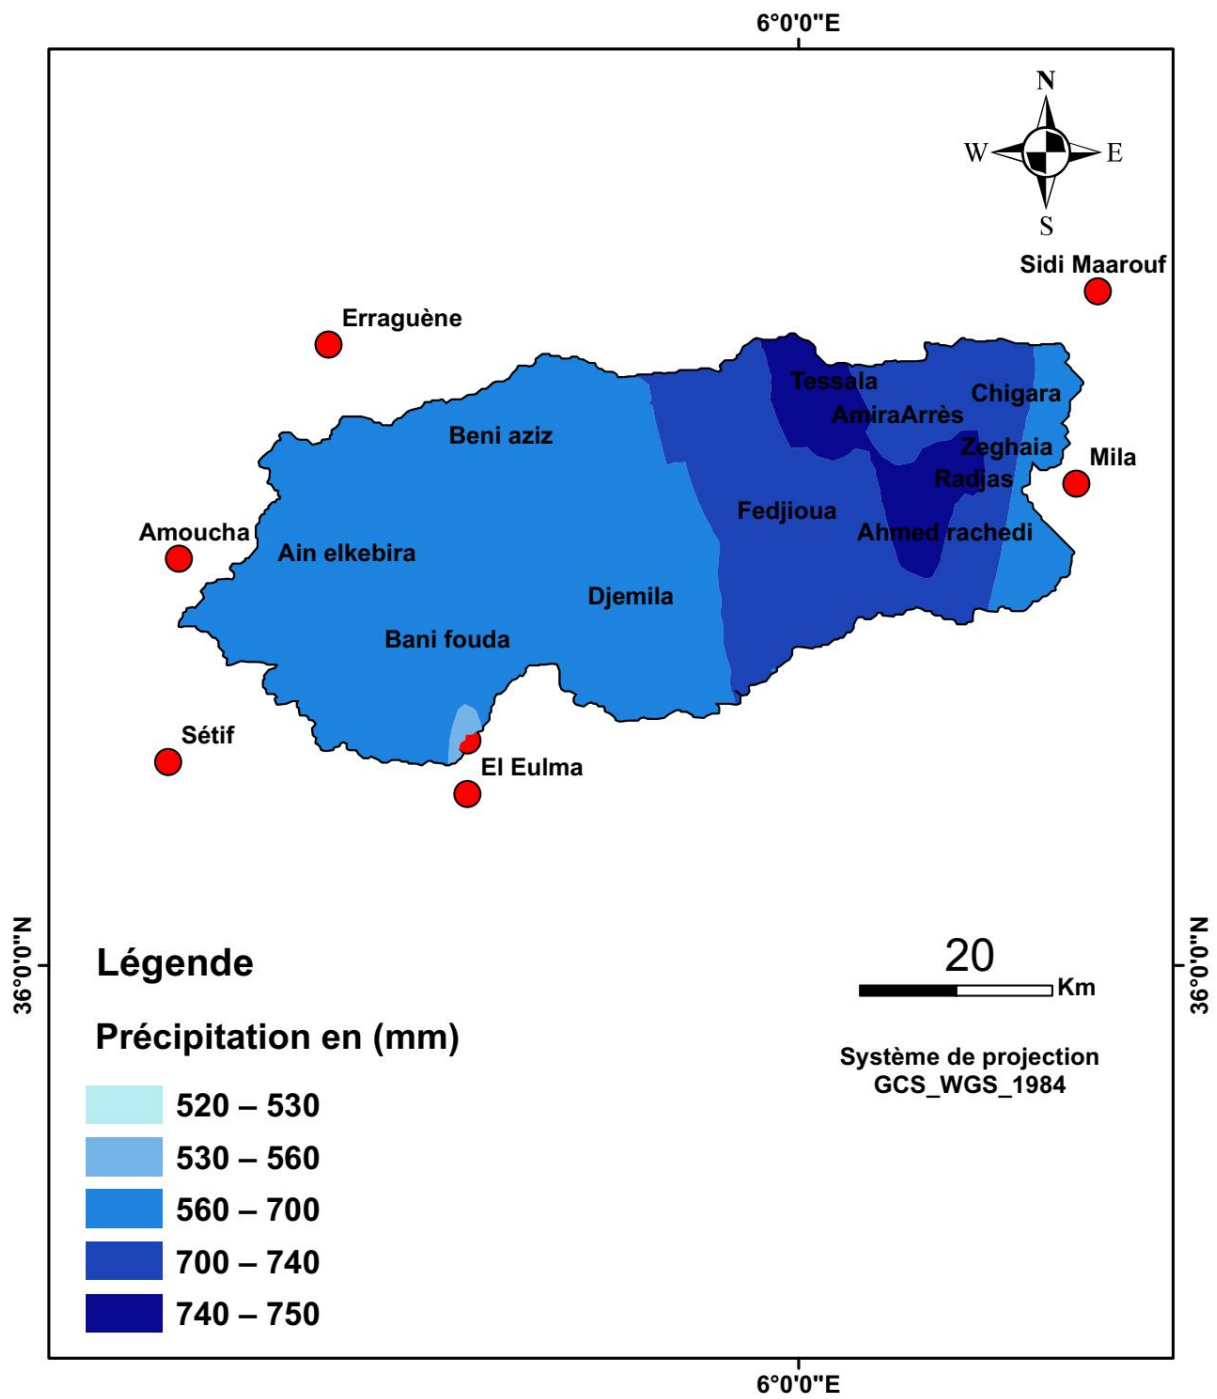 6°0'0"E
N
W
E
S
Sidi Maarouf
Erraguène
Tessala
Chigara
AmiraArrès
Beni aziz
Zeghaia
Mila
Radjas
Fedjioua
Amoucha
Ahmed rachedi
Ain elkebira
Djemila
Bani fouda
Sétif
El Eulma
36°0'0"N
36°0'0"N
Légende
20
Km
Précipitation en (mm)
Système de projection
GCS_WGS_1984
520 – 530
530 – 560
560 – 700
700 – 740
740 – 750
6°0'0"E